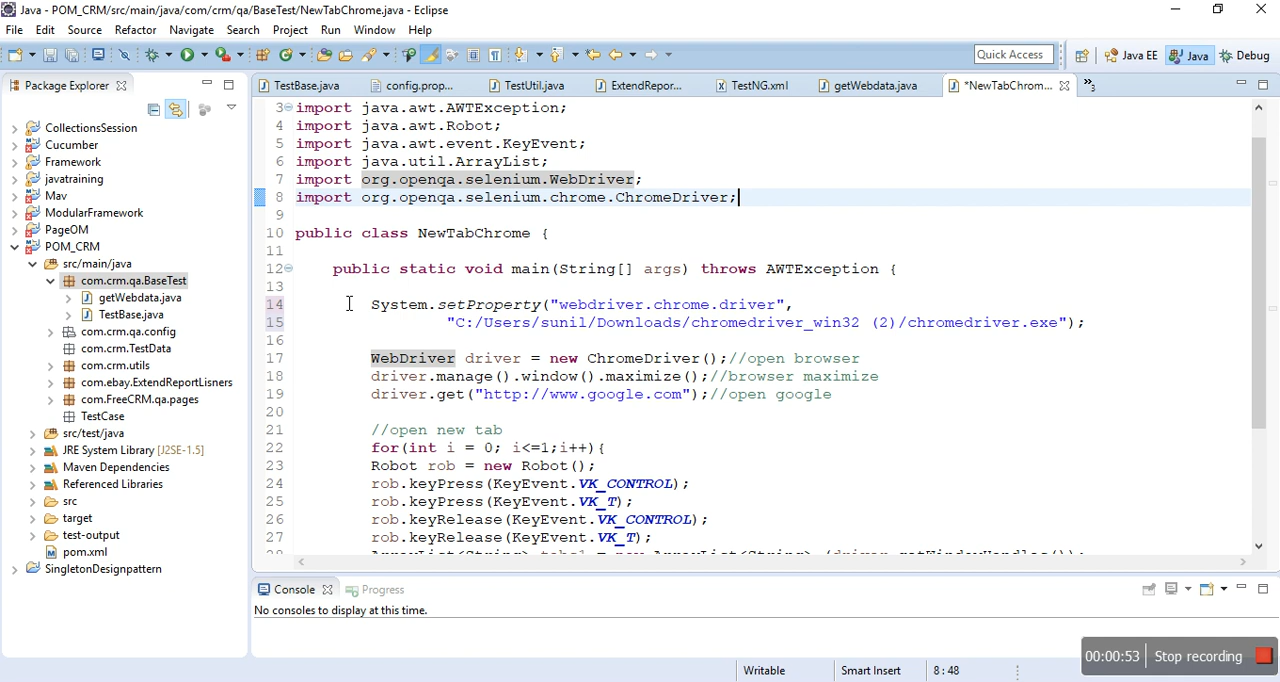 Java - POM_CRM/src/main/java/com/crm/qa/BaseTest/NewTabChrome.java - Eclipse
File Edit Source Refactor Navigate Search Project Run Window Help
Quick Access Java EE Java Debug
Package Explorer
CollectionsSession
Cucumber
Framework
javatraining
Mav
ModularFramework
PageOM
POM_CRM
src/main/java
com.crm.qa.BaseTest
getWebdata.java
TestBase.java
com.crm.qa.config
com.crm.TestData
com.crm.utils
com.ebay.ExtendReportLisners
com.FreeCRM.qa.pages
TestCase
src/test/java
JRE System Library [J2SE-1.5]
Maven Dependencies
Referenced Libraries
src
target
test-output
pom.xml
SingletonDesignpattern
TestBase.java config.prop... TestUtil.java ExtendRepor... TestNG.xml getWebdata.java *NewTabChrom... »3
3 import java.awt.AWTException;
4 import java.awt.Robot;
5 import java.awt.event.KeyEvent;
6 import java.util.ArrayList;
7 import org.openqa.selenium.WebDriver;
8 import org.openqa.selenium.chrome.ChromeDriver;
9
10 public class NewTabChrome {
11
12 public static void main(String[] args) throws AWTException {
13
14 System.setProperty("webdriver.chrome.driver",
15 "C:/Users/sunil/Downloads/chromedriver_win32 (2)/chromedriver.exe");
16
17 WebDriver driver = new ChromeDriver();//open browser
18 driver.manage().window().maximize();//browser maximize
19 driver.get("http://www.google.com");//open google
20
21 //open new tab
22 for(int i = 0; i<=1;i++){
23 Robot rob = new Robot();
24 rob.keyPress(KeyEvent.VK_CONTROL);
25 rob.keyPress(KeyEvent.VK_T);
26 rob.keyRelease(KeyEvent.VK_CONTROL);
27 rob.keyRelease(KeyEvent.VK_T);
28 ArrayList<String> tabs1 = new ArrayList<String> (driver.getWindowHandles());
Console Progress
No consoles to display at this time.
Writable Smart Insert 8:48
00:00:53 Stop recording